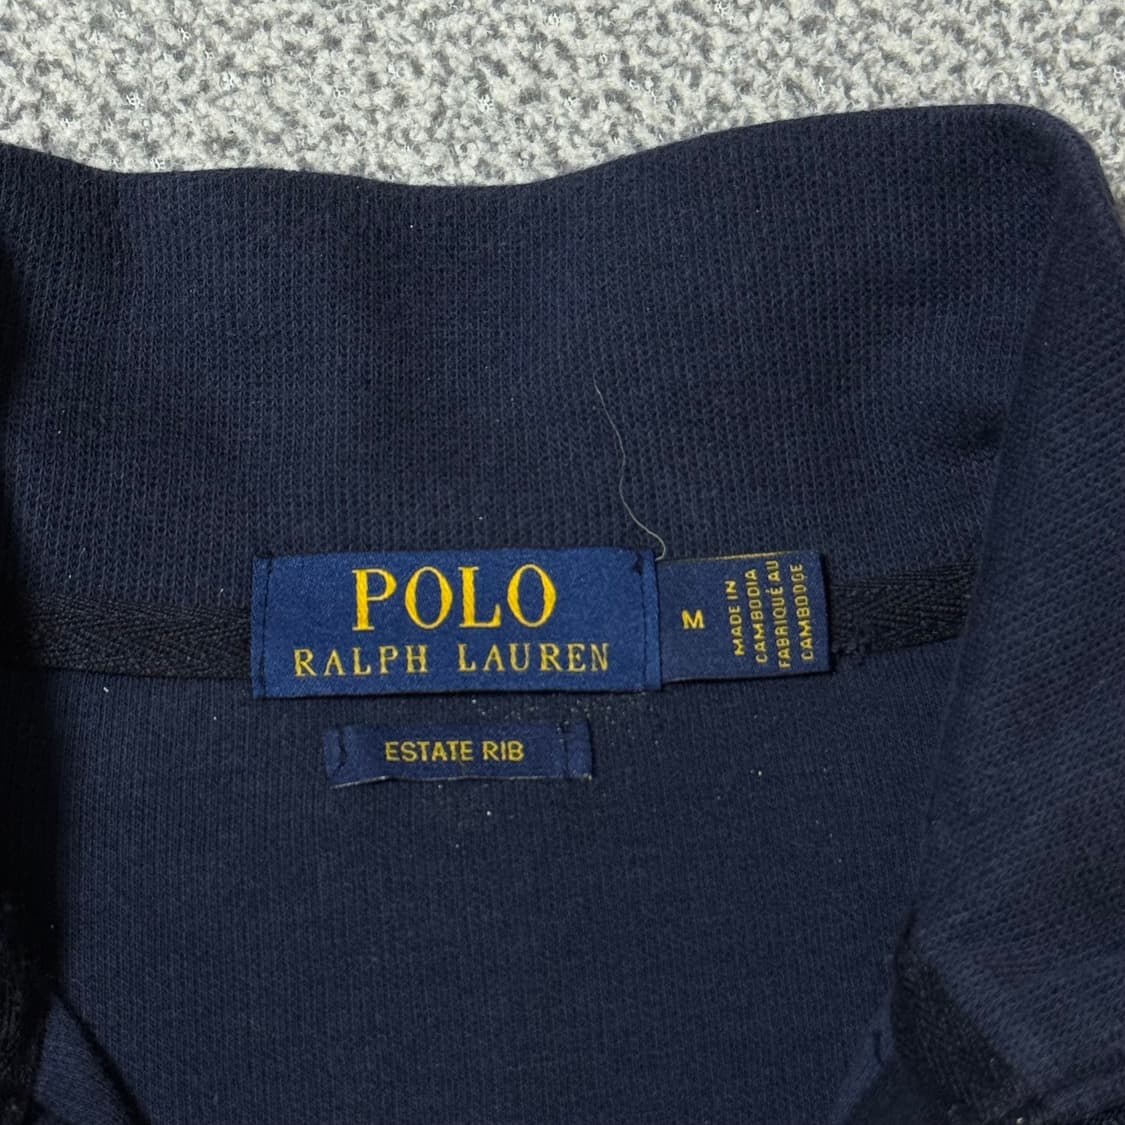 POLO
RALPH LAUREN
M
MADE IN
CAMBODIA
FABRIQUÉ AU
CAMBODGE
ESTATE RIB